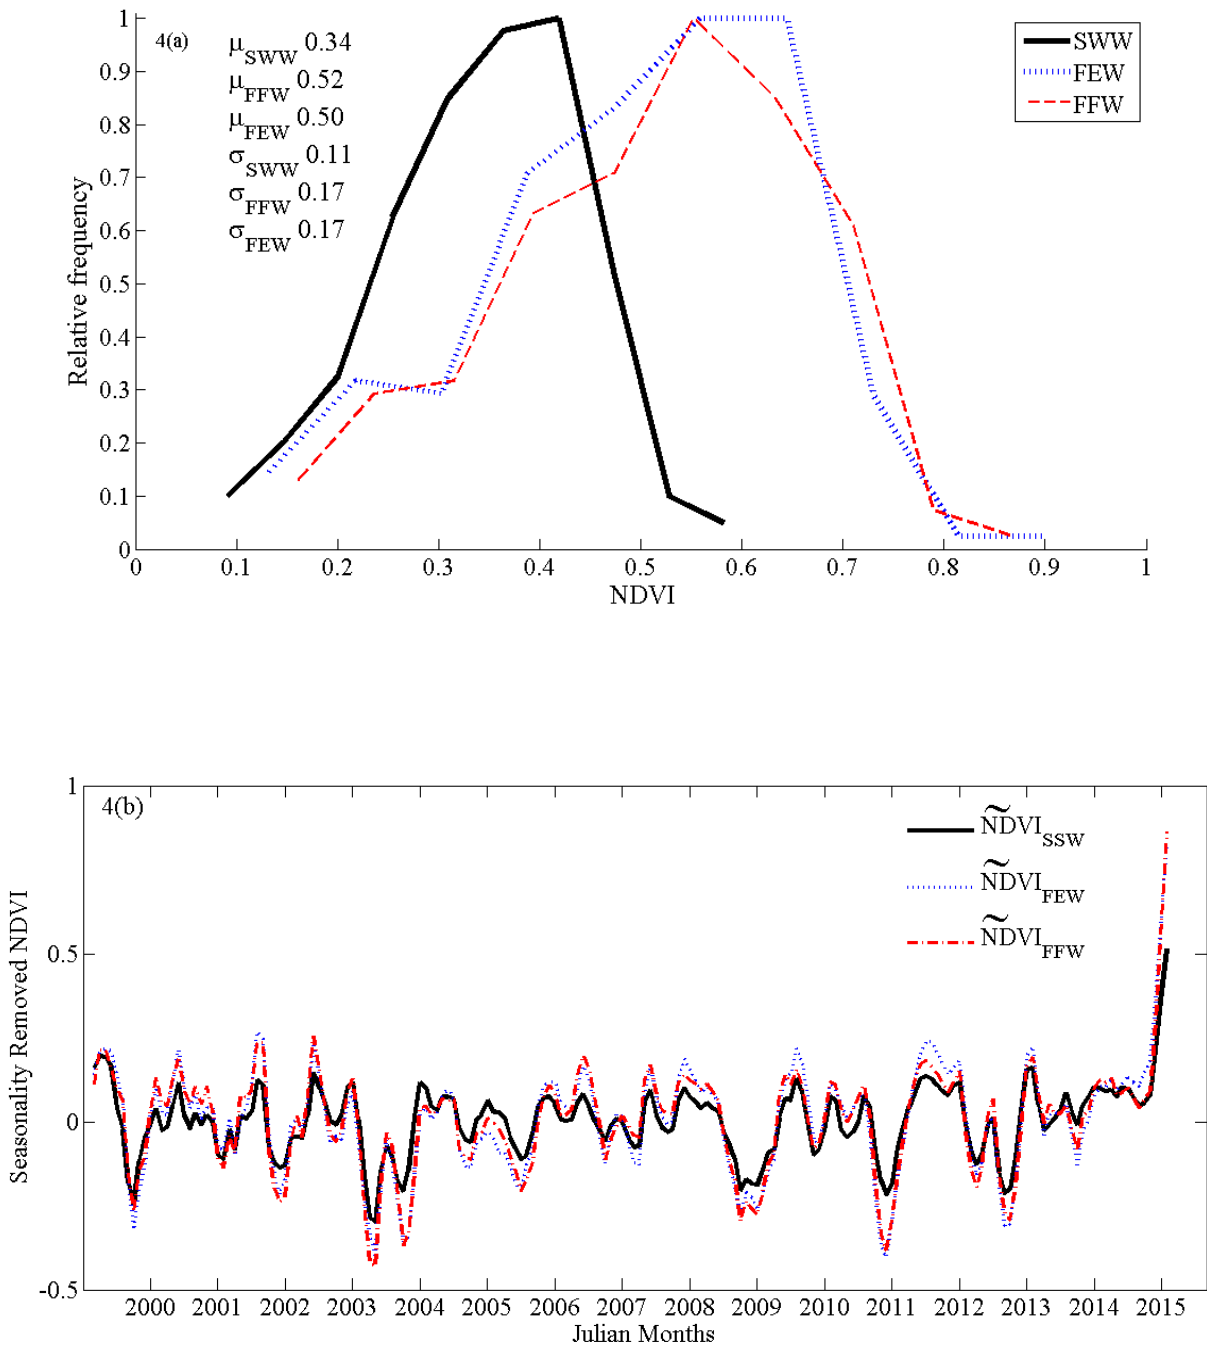 4(a)
μSWW 0.34
μFFW 0.52
μFEW 0.50
σSWW 0.11
σFFW 0.17
σFEW 0.17
SWW
FEW
FFW
Relative frequency
1
0.9
0.8
0.7
0.6
0.5
0.4
0.3
0.2
0.1
0
0 0.1 0.2 0.3 0.4 0.5 0.6 0.7 0.8 0.9 1
NDVI
4(b)
ÑDVISSW
ÑDVIFEW
ÑDVIFFW
Seasonality Removed NDVI
1
0.5
0
-0.5
2000 2001 2002 2003 2004 2005 2006 2007 2008 2009 2010 2011 2012 2013 2014 2015
Julian Months